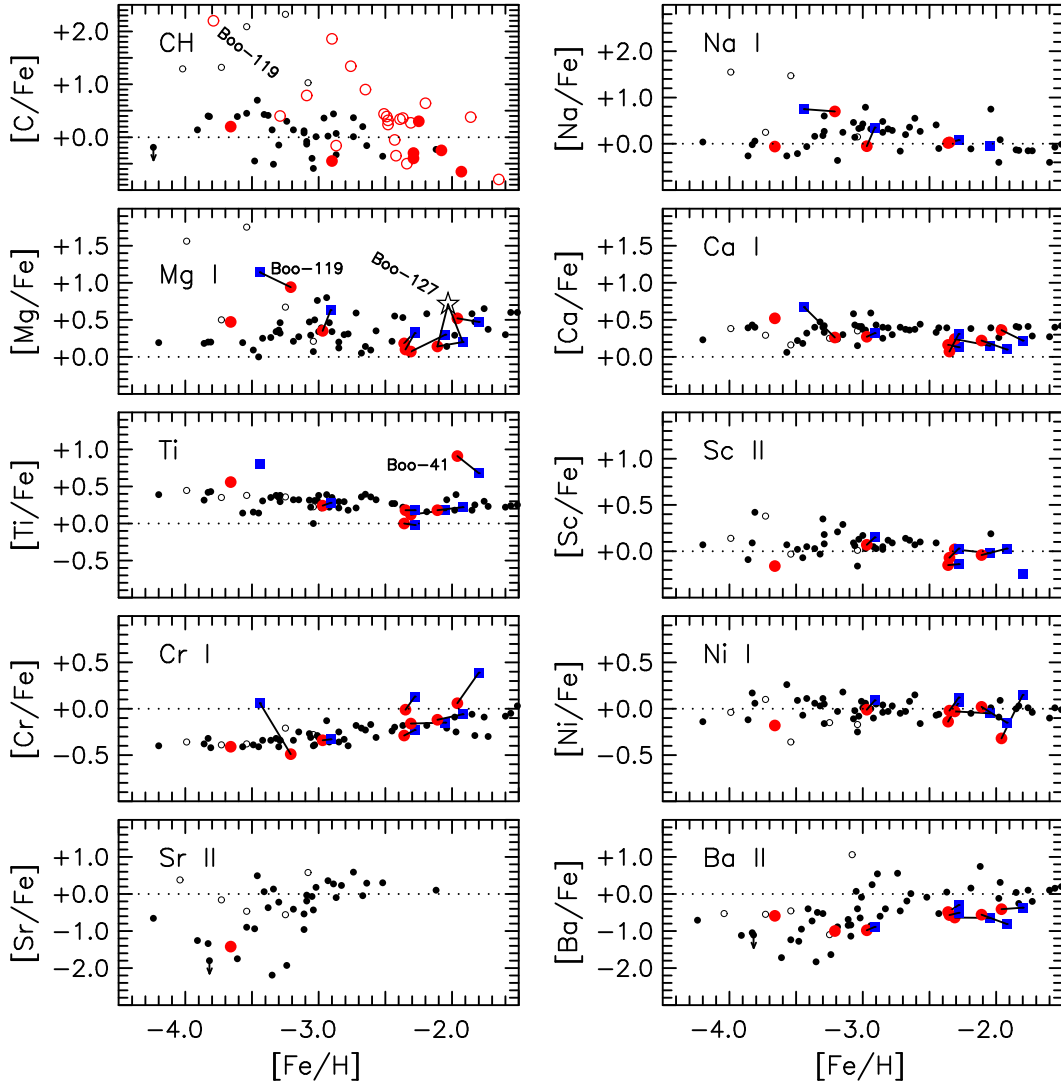 [C/Fe]
+2.0
+1.0
+0.0
CH
Boo-119
[Na/Fe]
+2.0
+1.0
+0.0
Na I
[Mg/Fe]
+1.5
+1.0
+0.5
+0.0
Mg I
Boo-119
Boo-127
[Ca/Fe]
+1.5
+1.0
+0.5
+0.0
Ca I
[Ti/Fe]
+1.0
+0.5
+0.0
-0.5
Ti
Boo-41
[Sc/Fe]
+1.0
+0.5
+0.0
Sc II
[Cr/Fe]
+0.5
+0.0
-0.5
Cr I
[Ni/Fe]
+0.5
+0.0
-0.5
Ni I
[Sr/Fe]
+1.0
+0.0
-1.0
-2.0
Sr II
[Ba/Fe]
+1.0
+0.0
-1.0
-2.0
Ba II
-4.0 -3.0 -2.0
[Fe/H]
-4.0 -3.0 -2.0
[Fe/H]